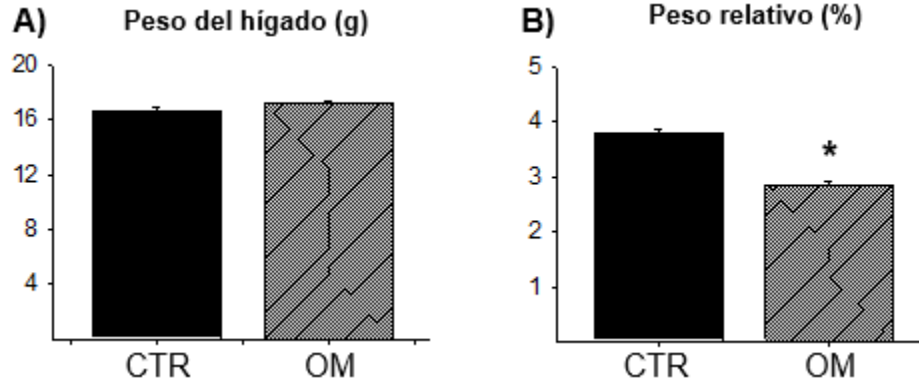 A) Peso del hígado (g)
20
16
12
8
4
CTR OM
B) Peso relativo (%)
5
4
3
2
1
*
CTR OM